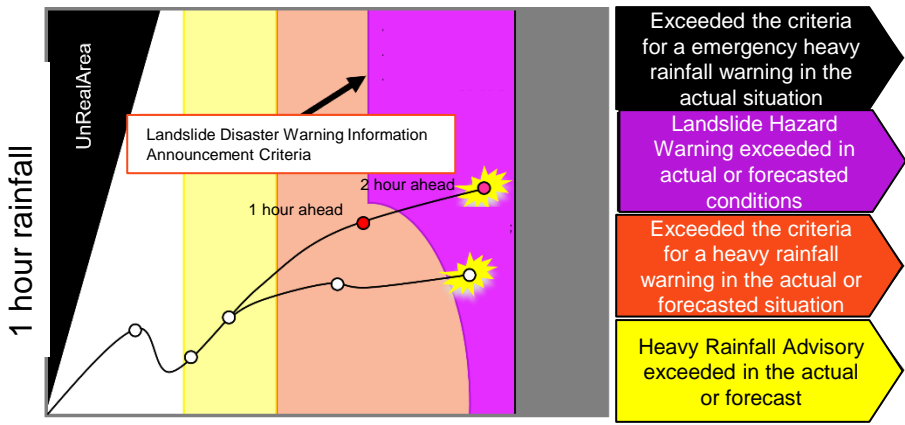 1 hour rainfall
UnRealArea
Landslide Disaster Warning Information
Announcement Criteria
2 hour ahead
1 hour ahead
Exceeded the criteria
for a emergency heavy
rainfall warning in the
actual situation
Landslide Hazard
Warning exceeded in
actual or forecasted
conditions
Exceeded the criteria
for a heavy rainfall
warning in the actual or
forecasted situation
Heavy Rainfall Advisory
exceeded in the actual
or forecast